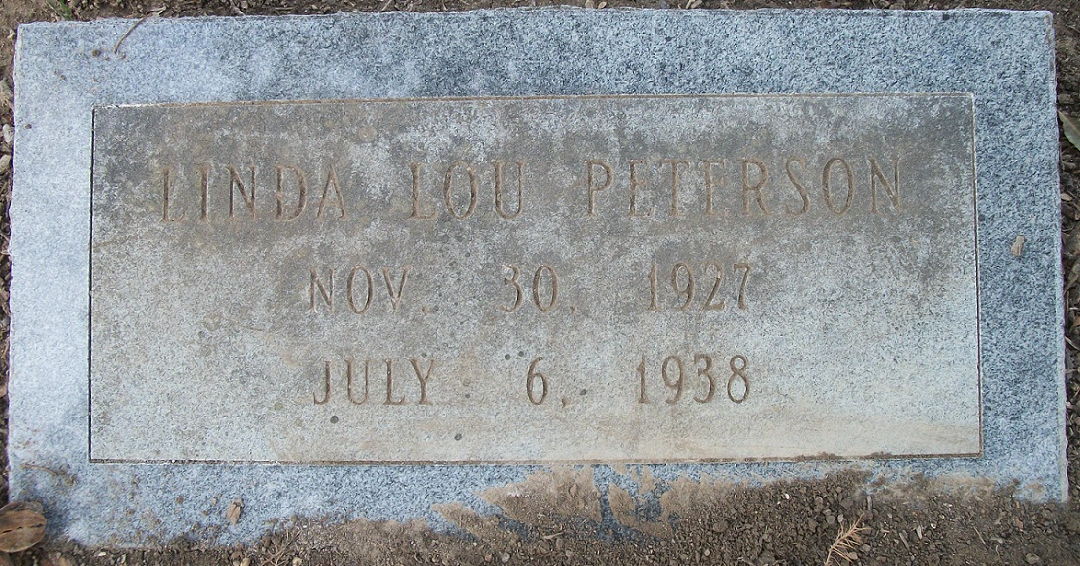 LINDA LOU PETERSON
NOV. 30, 1927
JULY 6, 1938